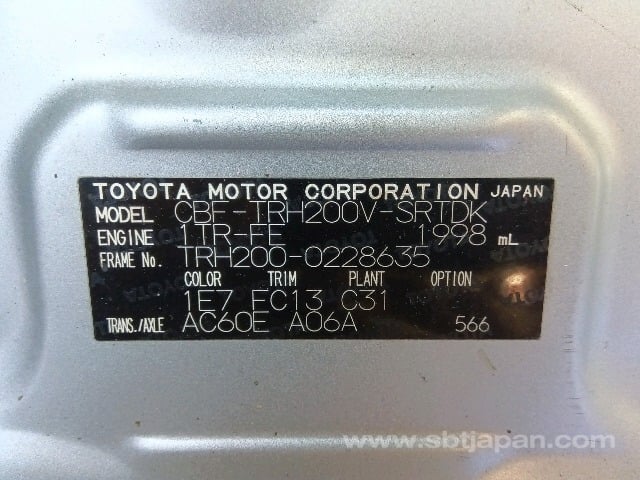 TOYOTA MOTOR CORPORATION JAPAN
MODEL CBF-TRH200V-SRTDK
ENGINE 1TR-FE 1998 mL
FRAME No. TRH200-0228635
COLOR TRIM PLANT OPTION
1E7 FC13 C31
TRANS./AXLE AC60E A06A 566
www.sbtjapan.com